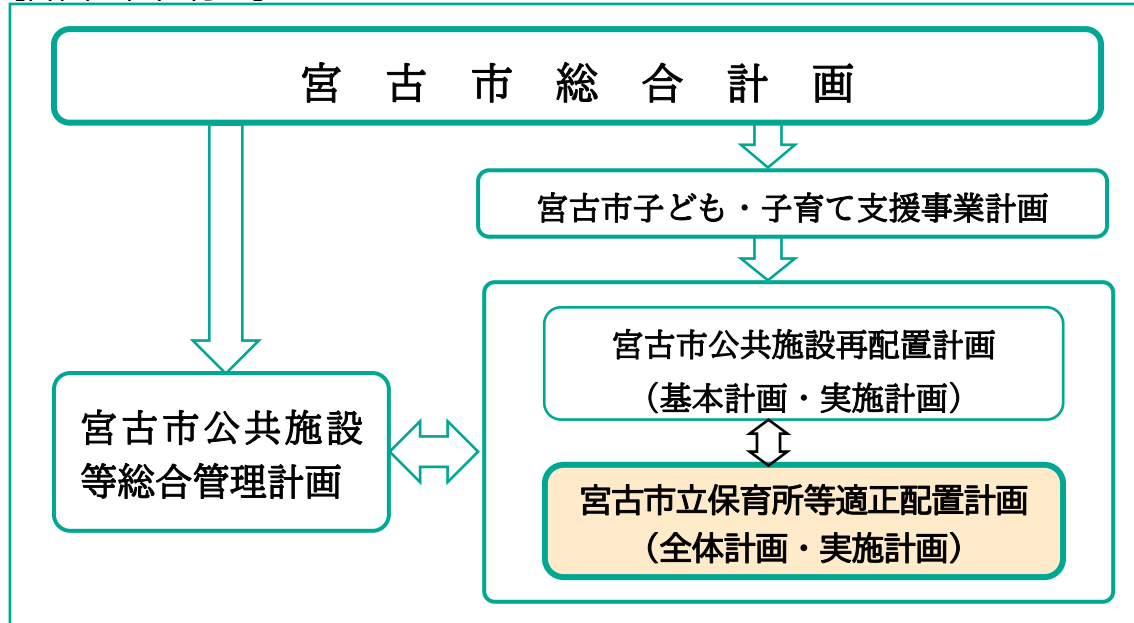 宮古市総合計画
宮古市子ども・子育て支援事業計画
宮古市公共施設再配置計画
（基本計画・実施計画）
宮古市公共施設
等総合管理計画
宮古市立保育所等適正配置計画
（全体計画・実施計画）